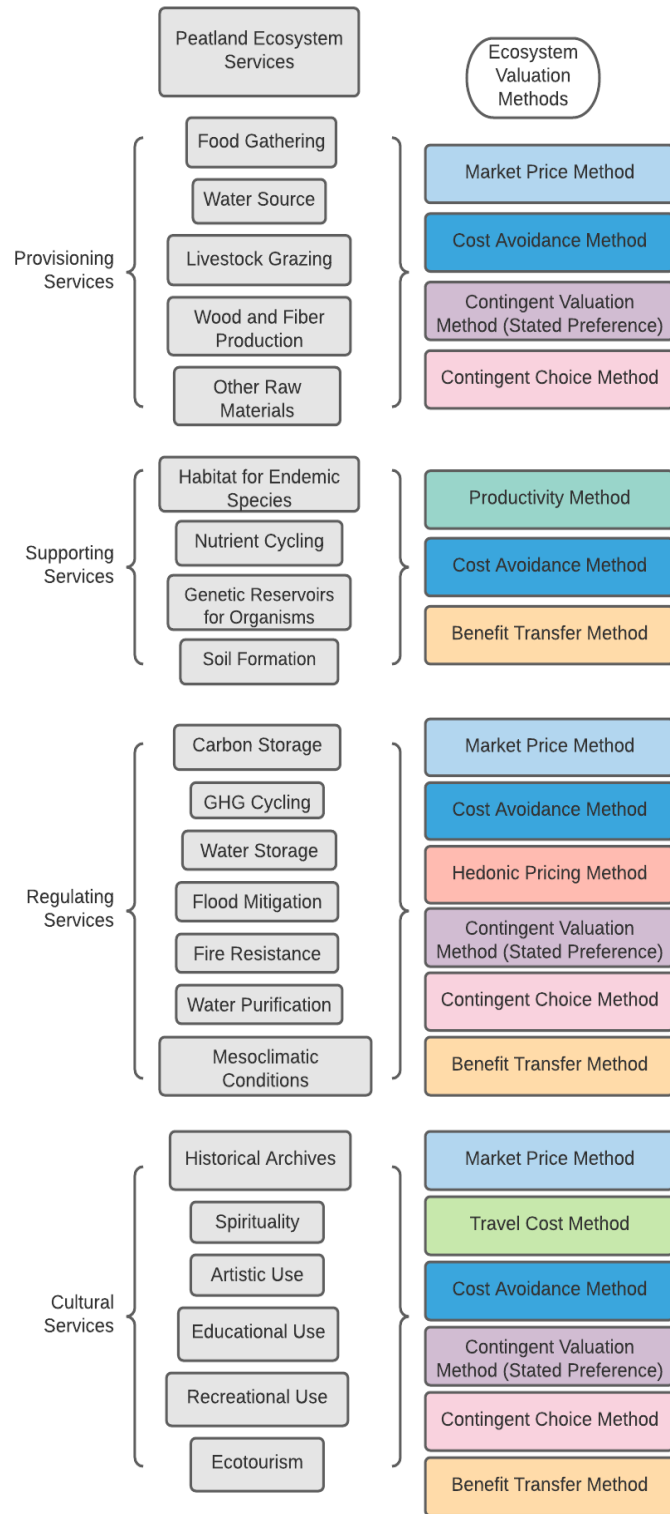 Peatland Ecosystem
Services
Ecosystem
Valuation
Methods
Provisioning
Services
Food Gathering
Water Source
Livestock Grazing
Wood and Fiber
Production
Other Raw
Materials
Market Price Method
Cost Avoidance Method
Contingent Valuation
Method (Stated Preference)
Contingent Choice Method
Supporting
Services
Habitat for Endemic
Species
Nutrient Cycling
Genetic Reservoirs
for Organisms
Soil Formation
Productivity Method
Cost Avoidance Method
Benefit Transfer Method
Regulating
Services
Carbon Storage
GHG Cycling
Water Storage
Flood Mitigation
Fire Resistance
Water Purification
Mesoclimatic
Conditions
Market Price Method
Cost Avoidance Method
Hedonic Pricing Method
Contingent Valuation
Method (Stated Preference)
Contingent Choice Method
Benefit Transfer Method
Cultural
Services
Historical Archives
Spirituality
Artistic Use
Educational Use
Recreational Use
Ecotourism
Market Price Method
Travel Cost Method
Cost Avoidance Method
Contingent Valuation
Method (Stated Preference)
Contingent Choice Method
Benefit Transfer Method